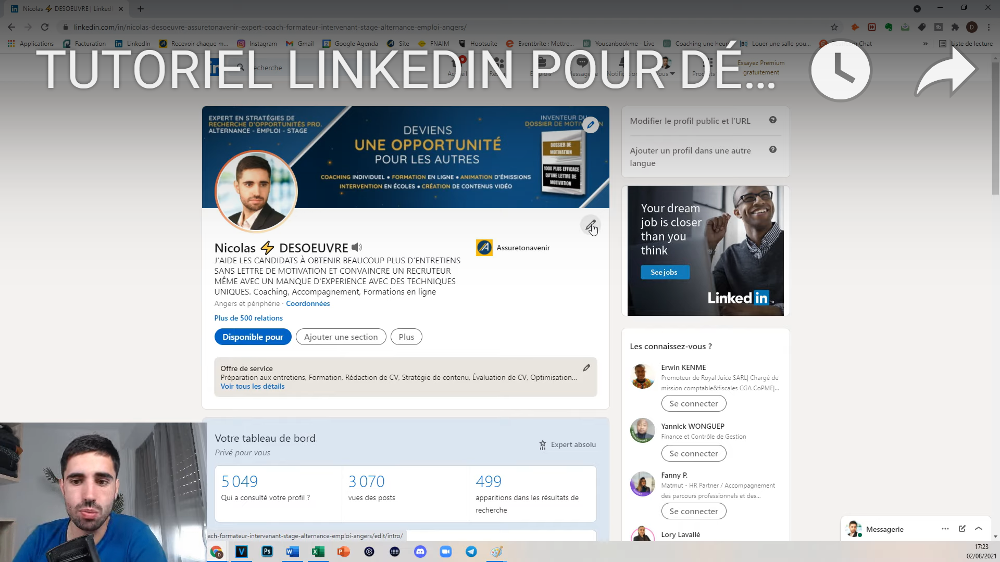 Nicolas ⚡ DESOEUVRE | LinkedI
linkedin.com/in/nicolas-desoeuvre-assuretonavenir-expert-coach-formateur-intervenant-stage-alternance-emploi-angers/
Applications
Facturation
LinkedIn
Recevoir chaque m...
Instagram
Gmail
Google Agenda
Site
FNAIM
Hootsuite
Eventbrite : Mettre...
Youcanbookme - Live
Coaching une heur
Louer une salle pou...
Chat
Liste de lecture
TUTORIEL LINKEDIN POUR DÉ...
echerche
Essayez Premium
gratuitement
EXPERT EN STRATÉGIES DE
RECHERCHE D'OPPORTUNITÉS PRO.
ALTERNANCE - EMPLOI - STAGE
DEVIENS
UNE OPPORTUNITÉ
POUR LES AUTRES
COACHING INDIVIDUEL ● FORMATION EN LIGNE ● ANIMATION D'ÉMISSIONS
INTERVENTION EN ÉCOLES ● CRÉATION DE CONTENUS VIDÉO
INVENTEUR DU
DOSSIER DE MOTIV N
DOSSIER DE
MOTIVATION
100X PLUS EFFICACE
QU'UNE LETTRE DE
MOTIVATION
Nicolas ⚡ DESOEUVRE
J'AIDE LES CANDIDATS À OBTENIR BEAUCOUP PLUS D'ENTRETIENS
SANS LETTRE DE MOTIVATION ET CONVAINCRE UN RECRUTEUR
MÊME AVEC UN MANQUE D'EXPERIENCE AVEC DES TECHNIQUES
UNIQUES. Coaching, Accompagnement, Formations en ligne
Angers et périphérie · Coordonnées
Plus de 500 relations
Assuretonavenir
Disponible pour
Ajouter une section
Plus
Offre de service
Préparation aux entretiens, Formation, Rédaction de CV, Stratégie de contenu, Évaluation de CV, Optimisation...
Voir tous les détails
Votre tableau de bord
Privé pour vous
Expert absolu
5 049
Qui a consulté votre profil ?
3 070
vues des posts
499
apparitions dans les résultats de
recherche
ach-formateur-intervenant-stage-alternance-emploi-angers/edit/intro/
Modifier le profil public et l'URL
Ajouter un profil dans une autre
langue
Your dream
job is closer
than you
think
See jobs
Linked in
Les connaissez-vous ?
Erwin KENME
Promoteur de Royal Juice SARL| Chargé de
mission comptable&fiscales CGA CoPME|...
Se connecter
Yannick WONGUEP
Finance et Contrôle de Gestion
Se connecter
Fanny P.
Matmut - HR Partner / Accompagnement
des parcours professionnels et des...
Se connecter
Lory Lavallé
Messagerie
17:23
02/08/2021